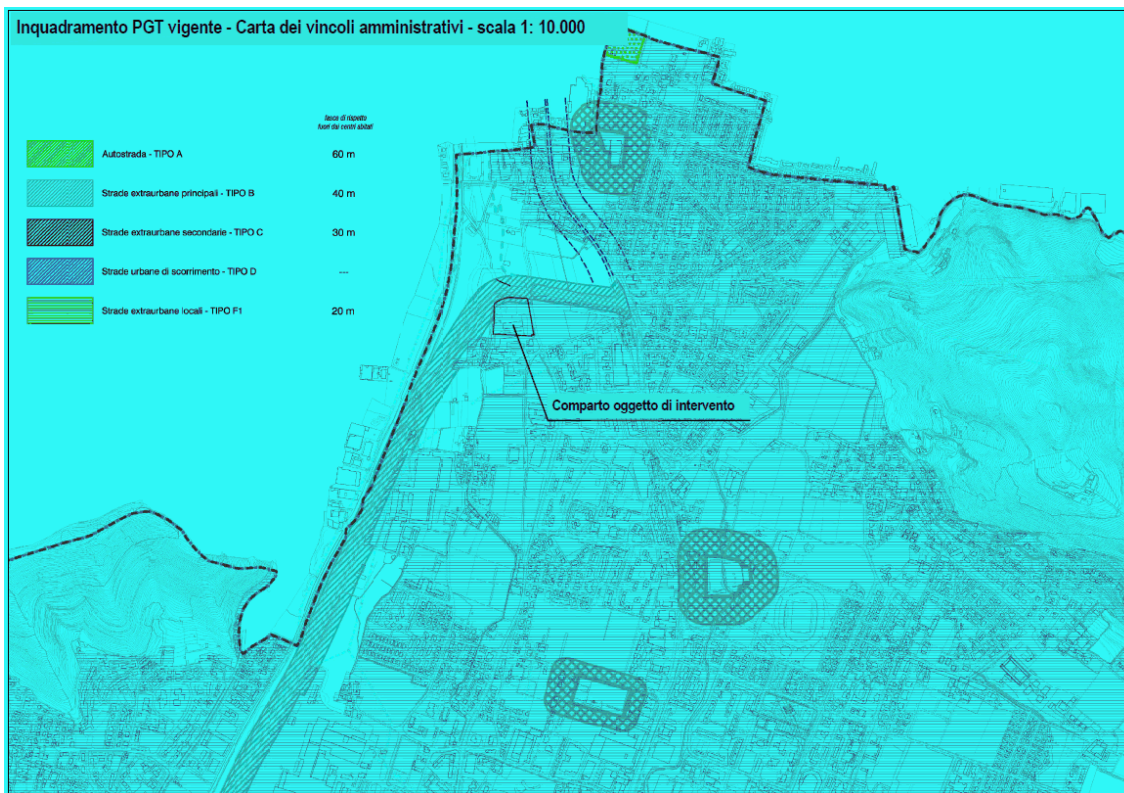 Inquadramento PGT vigente - Carta dei vincoli amministrativi - scala 1: 10.000
fasca di rispetto
fuori dai centri abitati
Autostrada - TIPO A 60 m
Strade extraurbane principali - TIPO B 40 m
Strade extraurbane secondarie - TIPO C 30 m
Strade urbane di scorrimento - TIPO D ---
Strade extraurbane locali - TIPO F1 20 m
Comparto oggetto di intervento